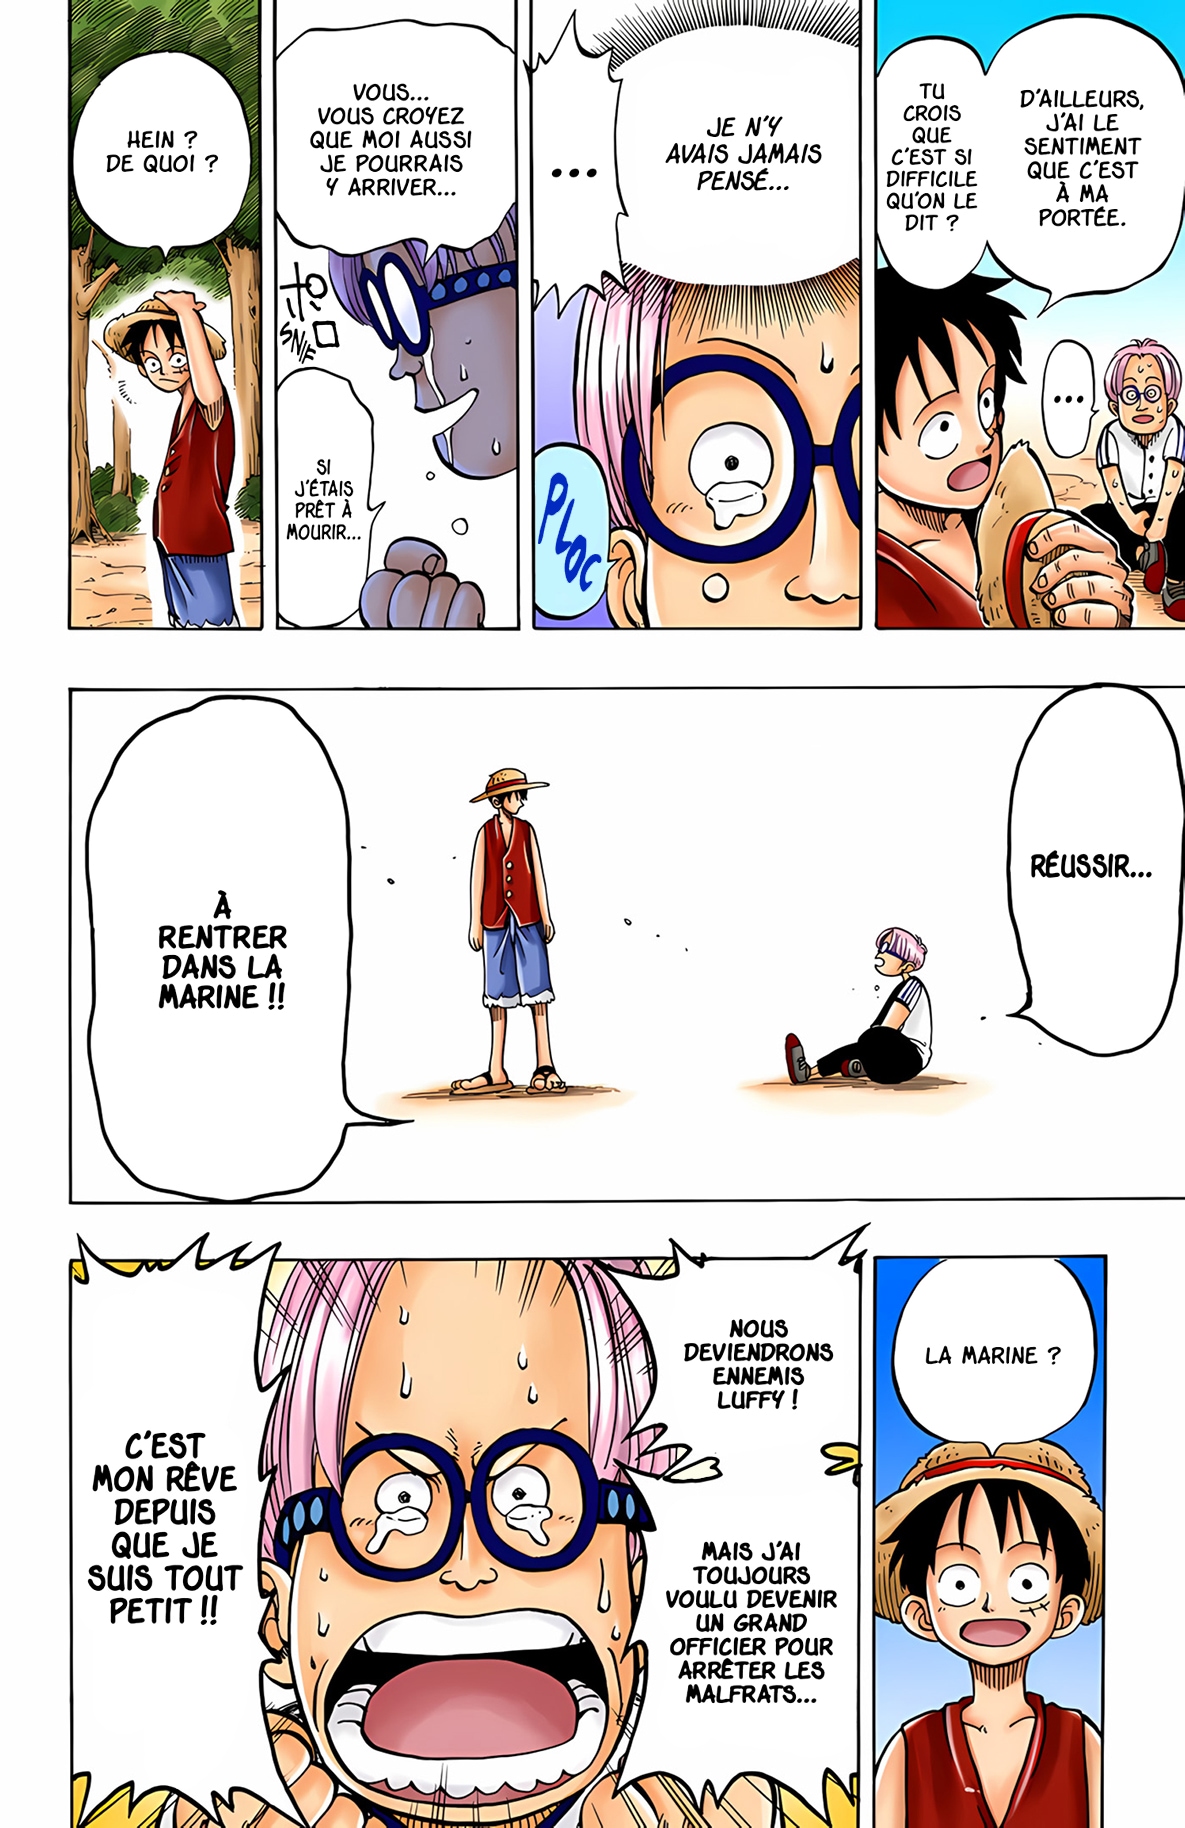 D'AILLEURS,
J'AI LE
SENTIMENT
QUE C'EST
À MA
PORTÉE.
TU
CROIS
QUE
C'EST SI
DIFFICILE
QU'ON LE
DIT ?
...
JE N'Y
AVAIS JAMAIS
PENSÉ...
...
PLOC
VOUS...
VOUS CROYEZ
QUE MOI AUSSI
JE POURRAIS
Y ARRIVER...
SNIF
SI
J'ÉTAIS
PRÊT À
MOURIR...
HEIN ?
DE QUOI ?
RÉUSSIR...
À
RENTRER
DANS LA
MARINE !!
LA MARINE ?
NOUS
DEVIENDRONS
ENNEMIS
LUFFY !
MAIS J'AI
TOUJOURS
VOULU DEVENIR
UN GRAND
OFFICIER POUR
ARRÊTER LES
MALFRATS...
C'EST
MON RÊVE
DEPUIS
QUE JE
SUIS TOUT
PETIT !!